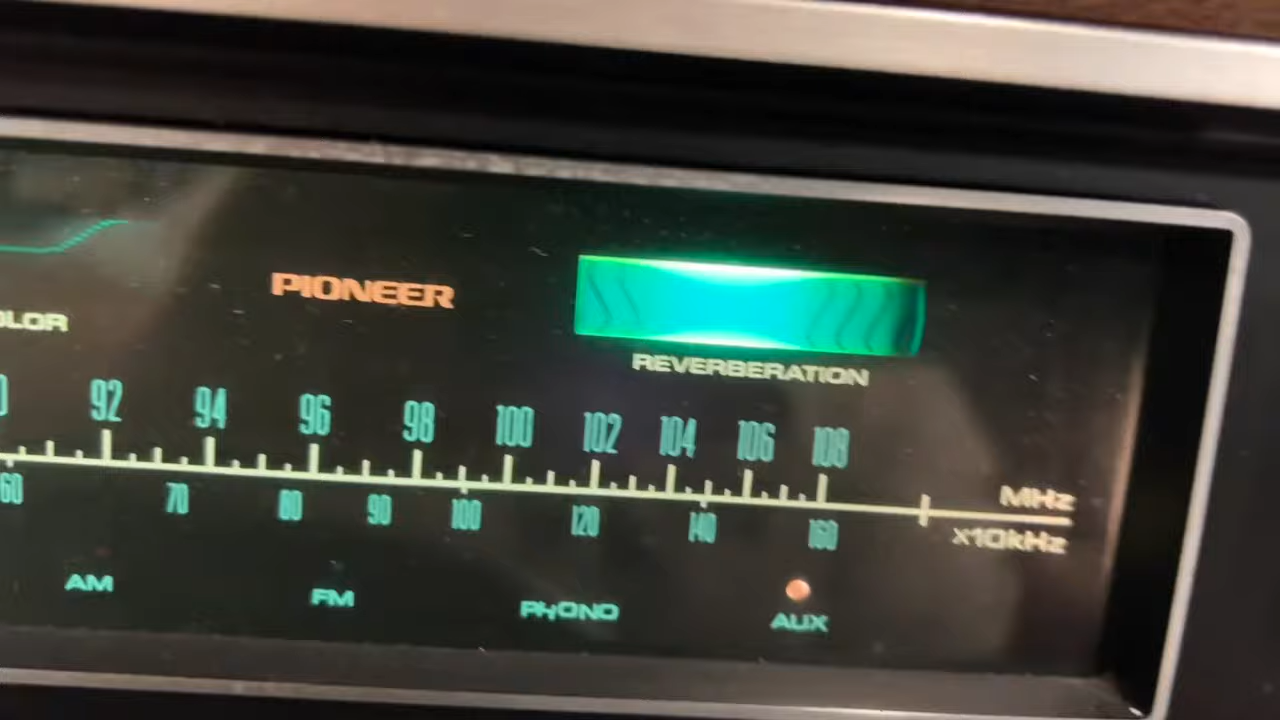 PIONEER
OLOR
REVERBERATION
92 94 96 98 100 102 104 106 108
MHz
60 70 80 90 100 120 140 160
x10kHz
AM FM PHONO AUX